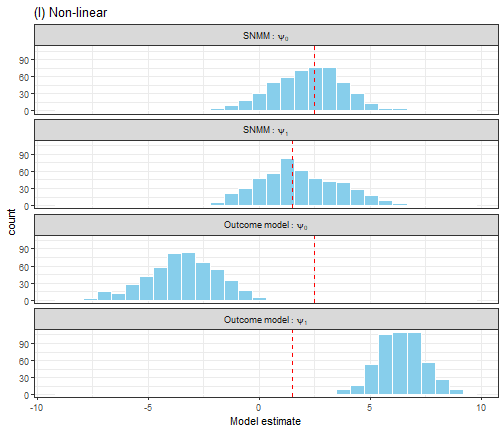 (I) Non-linear
SNMM : Ψ₀
90
60
30
0
SNMM : Ψ₁
90
60
30
0
Outcome model : Ψ₀
90
60
30
0
Outcome model : Ψ₁
90
60
30
0
count
-10 -5 0 5 10
Model estimate